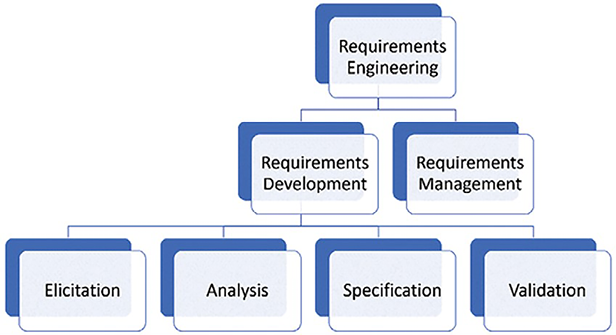 Requirements
Engineering
Requirements
Development
Requirements
Management
Elicitation
Analysis
Specification
Validation